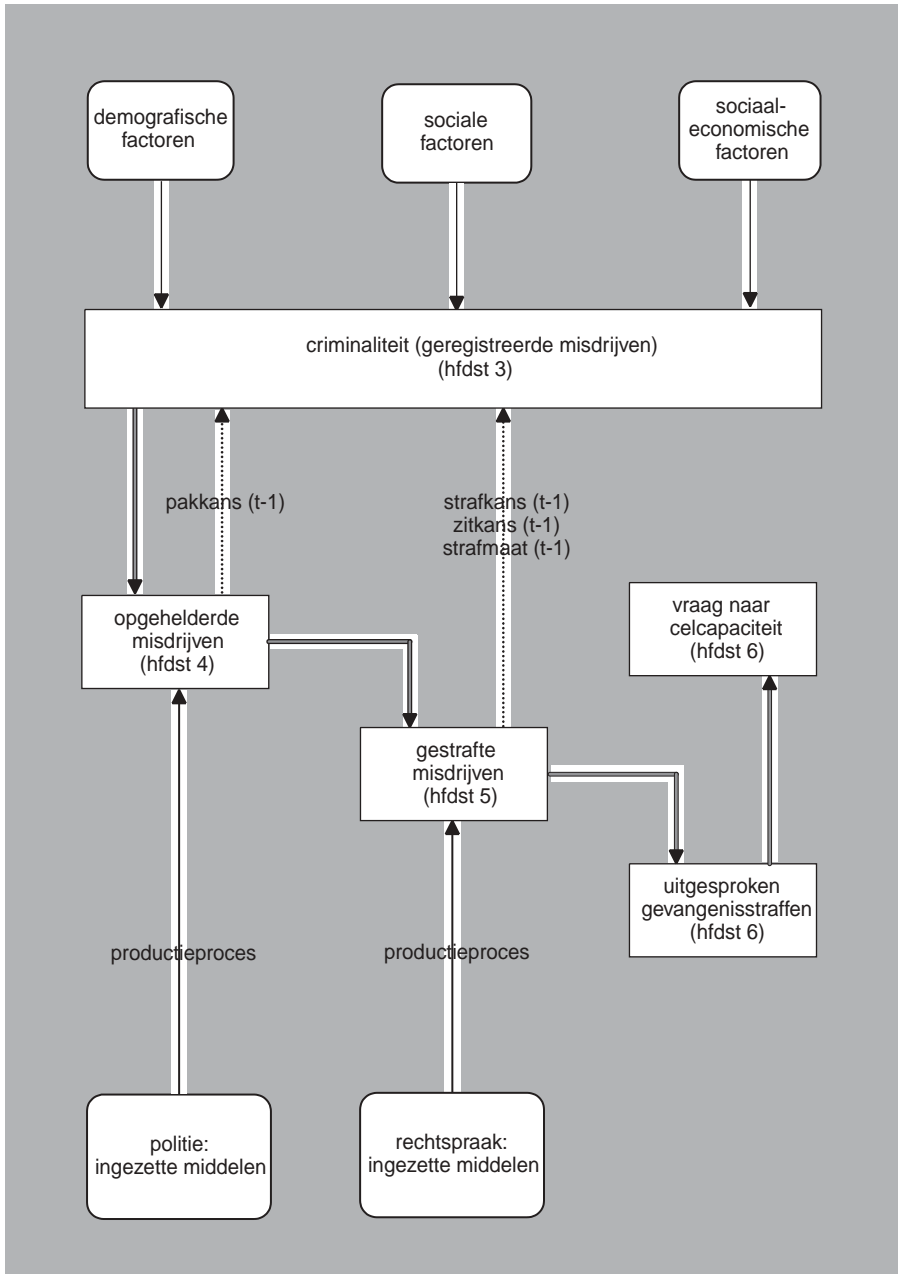 demografische
factoren
sociale
factoren
sociaal-
economische
factoren
criminaliteit (geregistreerde misdrijven)
(hfdst 3)
pakkans (t-1)
strafkans (t-1)
zitkans (t-1)
strafmaat (t-1)
opgehelderde
misdrijven
(hfdst 4)
vraag naar
celcapaciteit
(hfdst 6)
gestrafte
misdrijven
(hfdst 5)
uitgesproken
gevangenisstraffen
(hfdst 6)
productieproces
productieproces
politie:
ingezette middelen
rechtspraak:
ingezette middelen